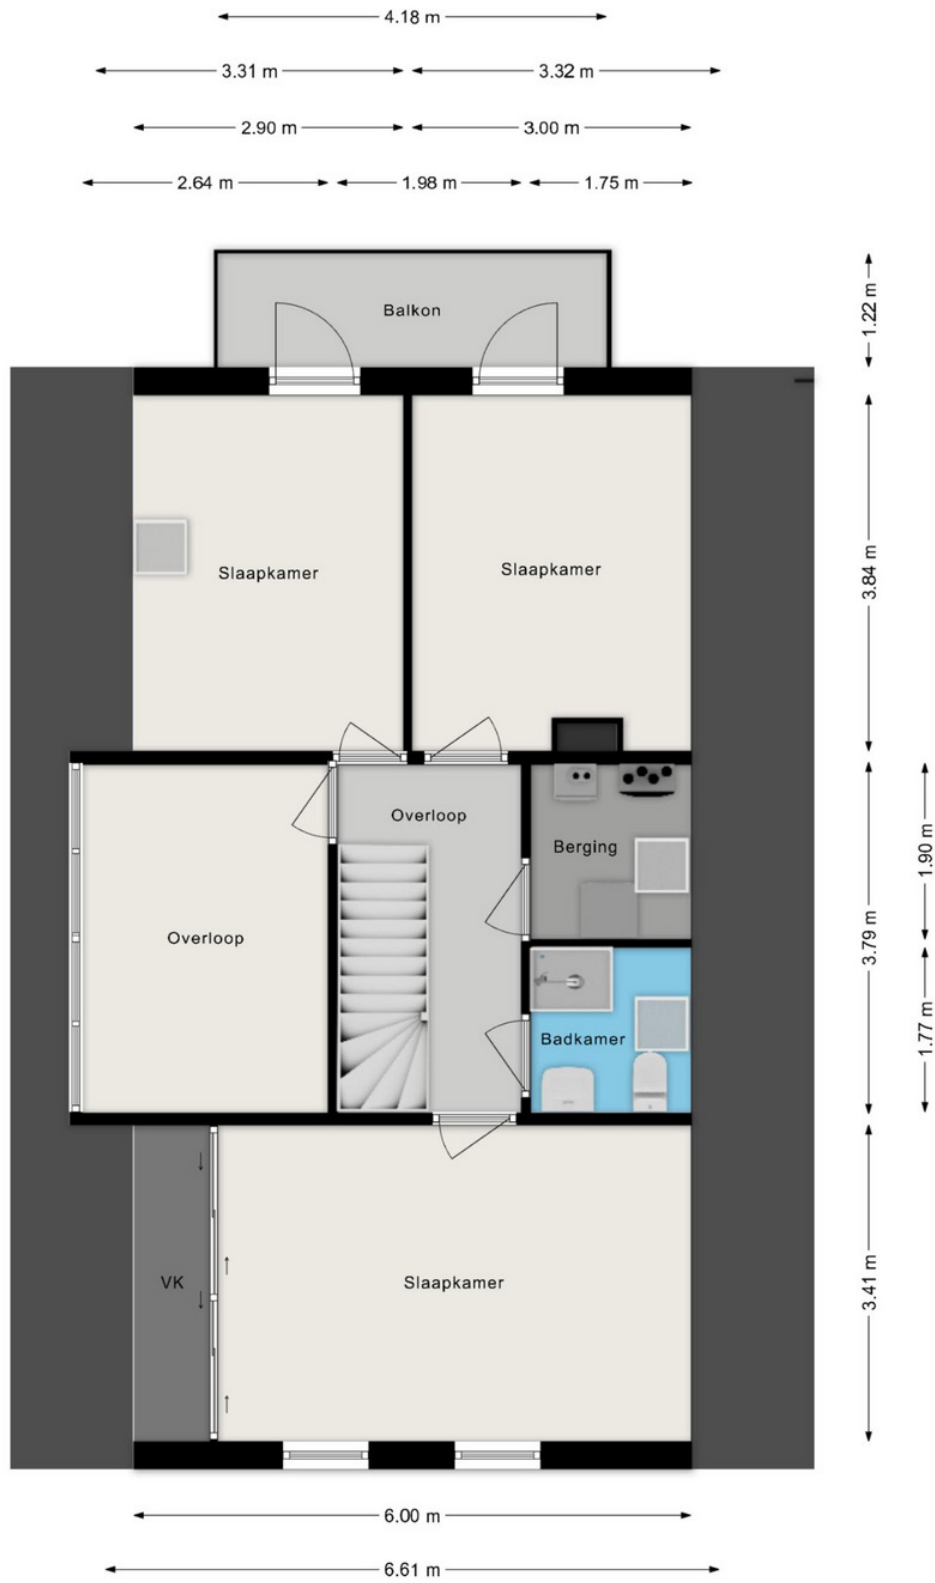 4.18 m
3.31 m
3.32 m
2.90 m
3.00 m
2.64 m
1.98 m
1.75 m
Balkon
1.22 m
Slaapkamer
Slaapkamer
3.84 m
Overloop
Berging
1.90 m
Overloop
3.79 m
Badkamer
1.77 m
VK
Slaapkamer
3.41 m
6.00 m
6.61 m